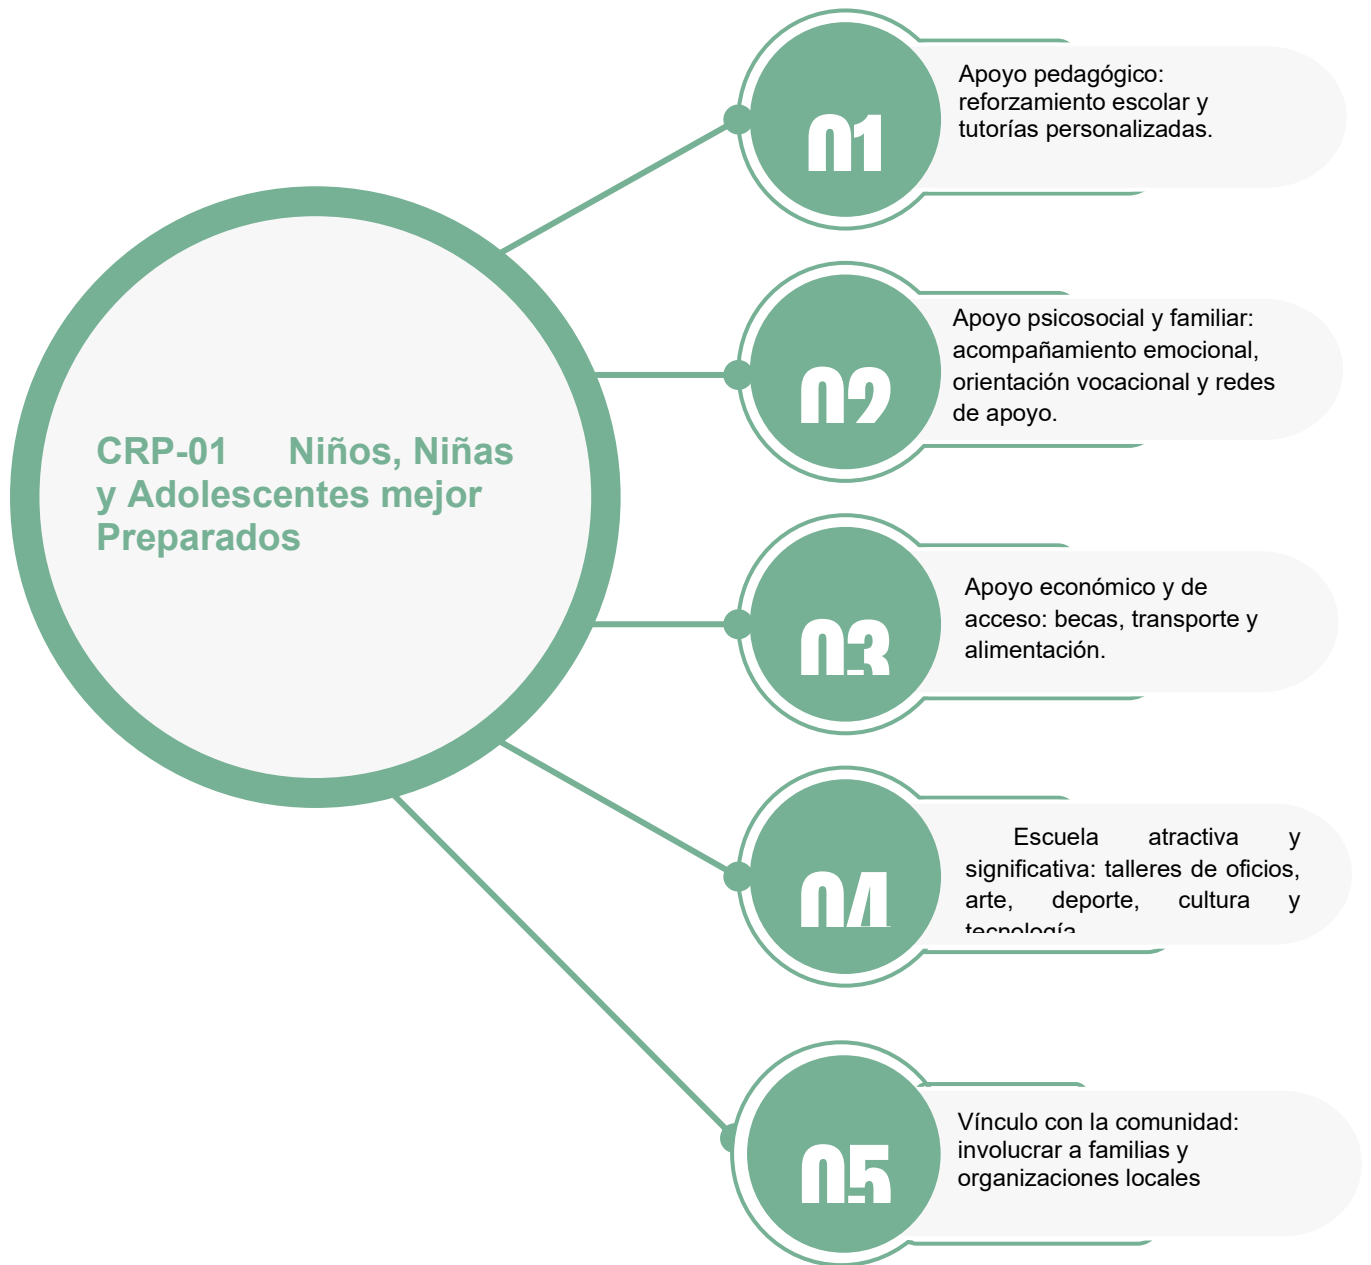 CRP-01 Niños, Niñas
y Adolescentes mejor
Preparados
01
Apoyo pedagógico:
reforzamiento escolar y
tutorías personalizadas.
02
Apoyo psicosocial y familiar:
acompañamiento emocional,
orientación vocacional y redes
de apoyo.
03
Apoyo económico y de
acceso: becas, transporte y
alimentación.
04
Escuela atractiva y
significativa: talleres de oficios,
arte, deporte, cultura y
tecnología
05
Vínculo con la comunidad:
involucrar a familias y
organizaciones locales